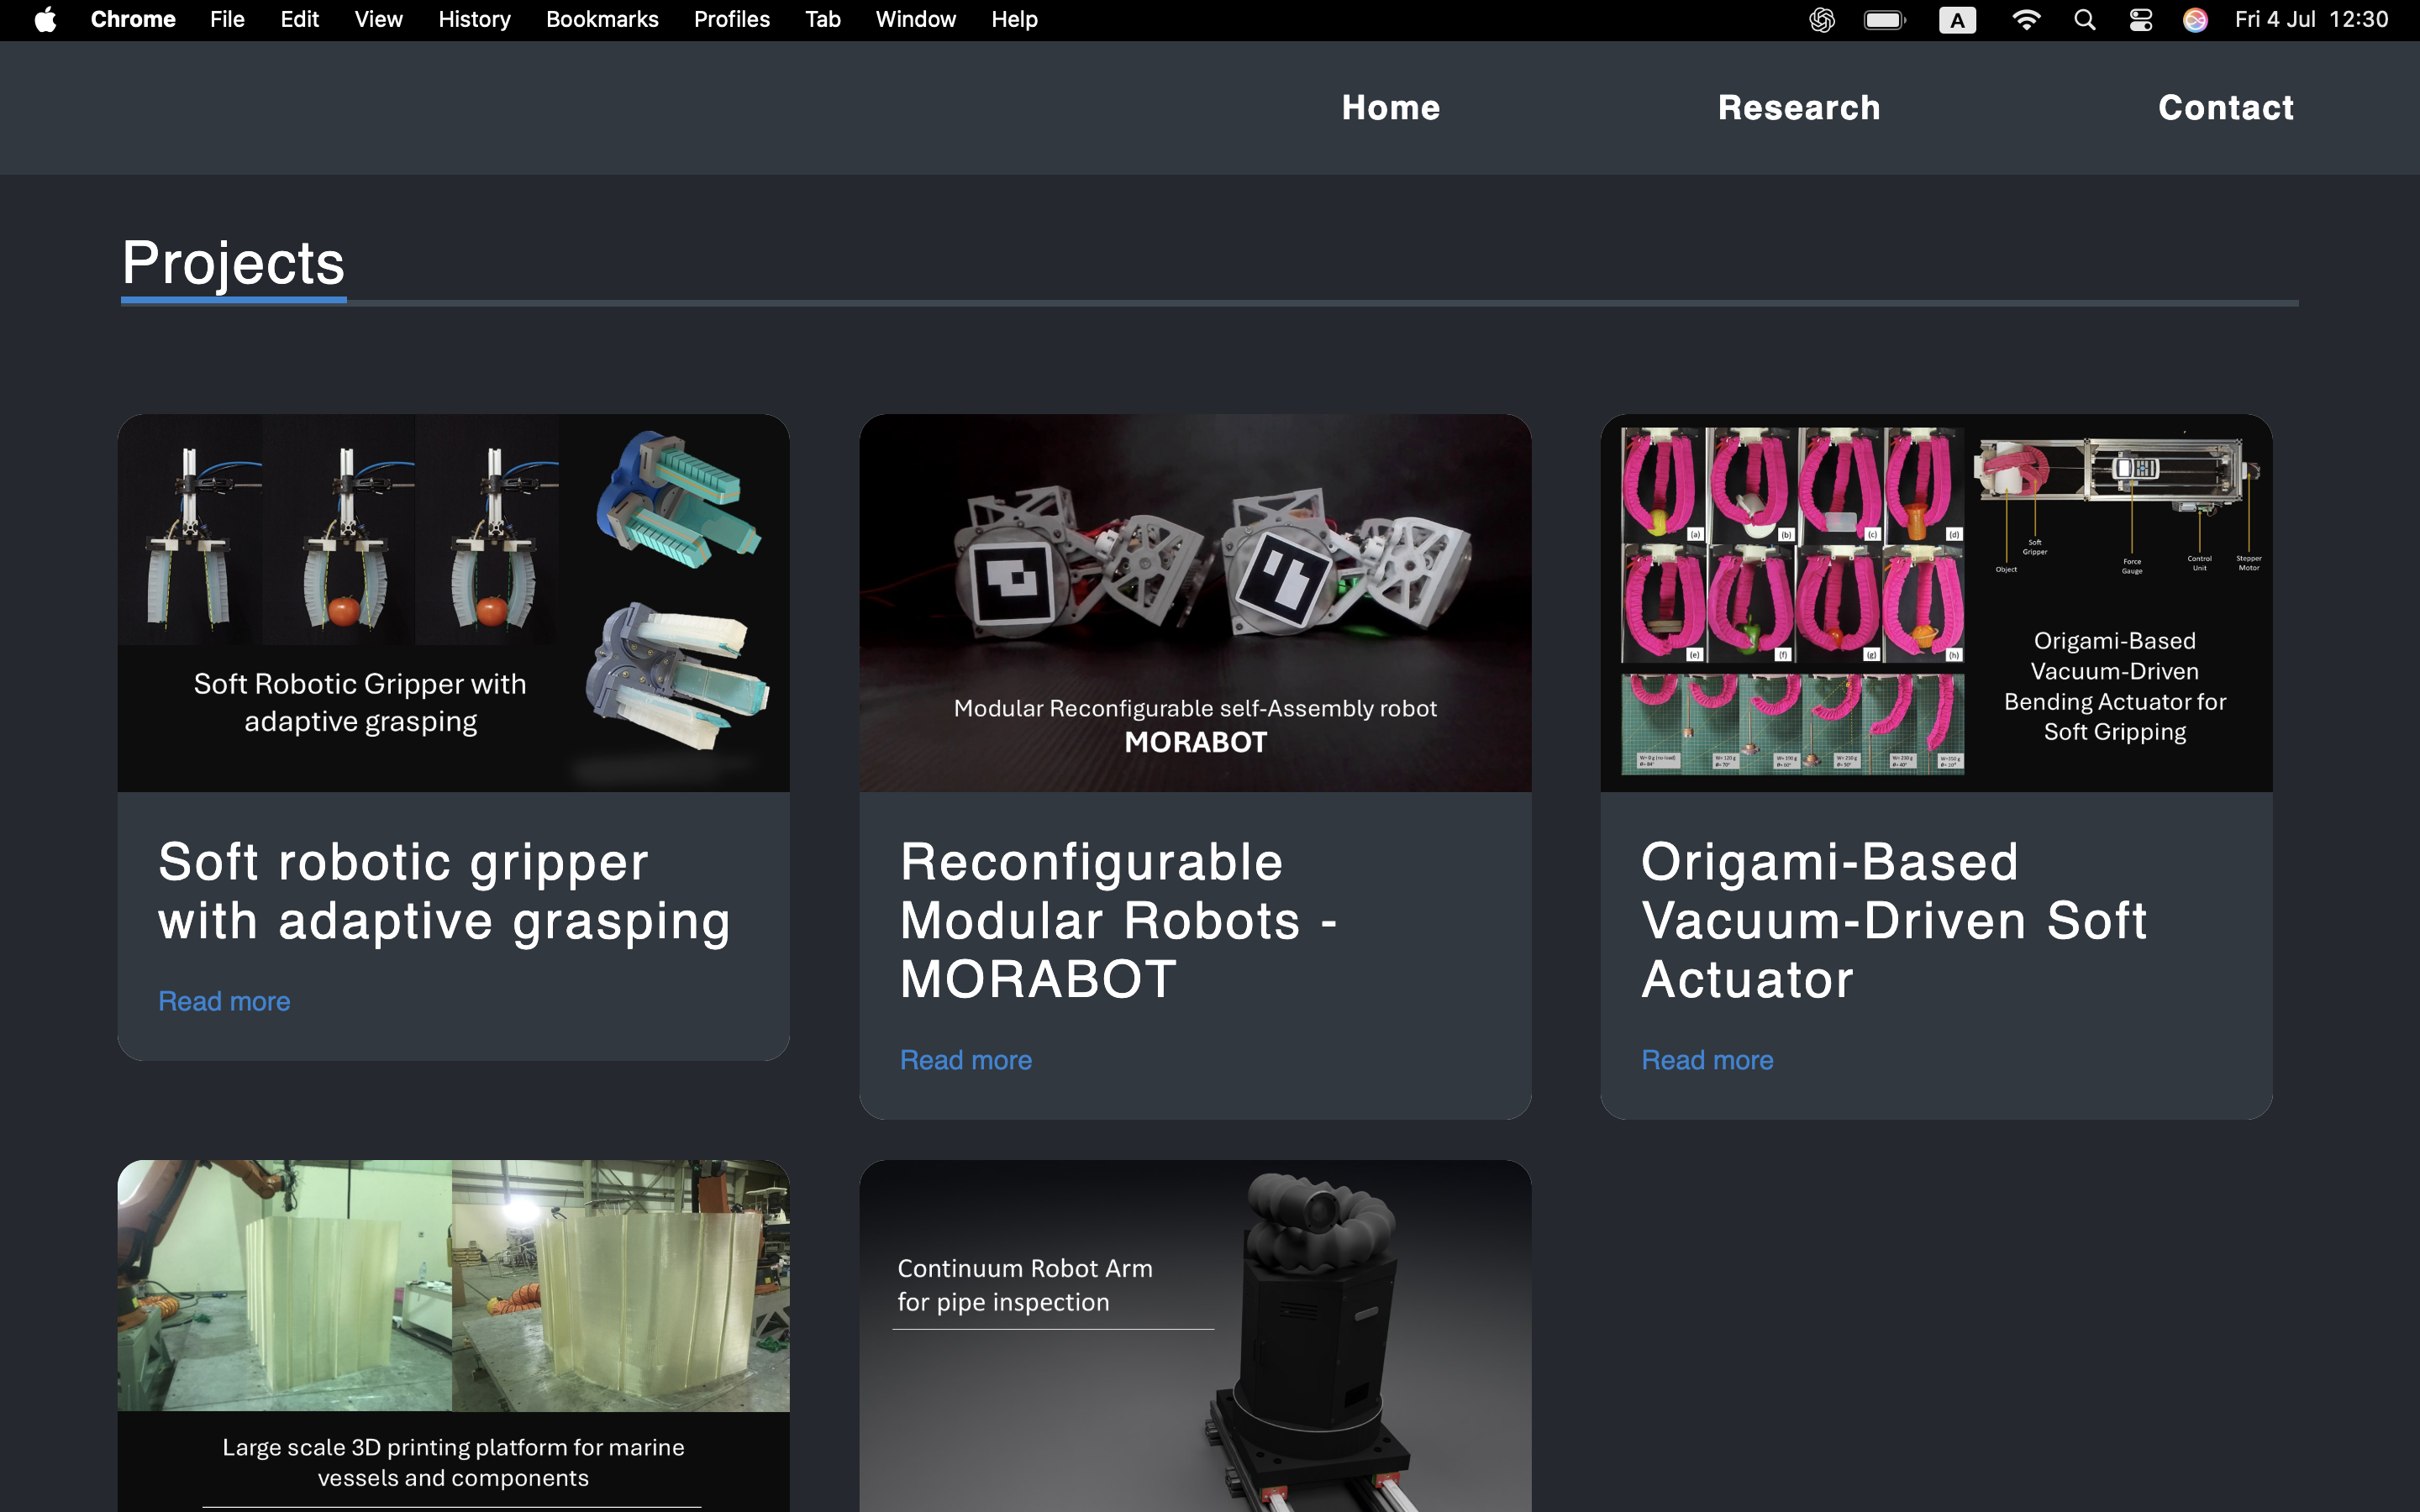 Chrome File Edit View History Bookmarks Profiles Tab Window Help A Fri 4 Jul 12:30
Home Research Contact
Projects
Soft Robotic Gripper with
adaptive grasping
Soft robotic gripper
with adaptive grasping
Read more
Modular Reconfigurable self-Assembly robot
MORABOT
Reconfigurable
Modular Robots -
MORABOT
Read more
(a) (b) (c) (d)
(e) (f) (g) (h)
Object
Soft
Gripper
Force
Gauge
Control
Unit
Stepper
Motor
Origami-Based
Vacuum-Driven
Bending Actuator for
Soft Gripping
Origami-Based
Vacuum-Driven Soft
Actuator
Read more
Large scale 3D printing platform for marine
vessels and components
Continuum Robot Arm
for pipe inspection